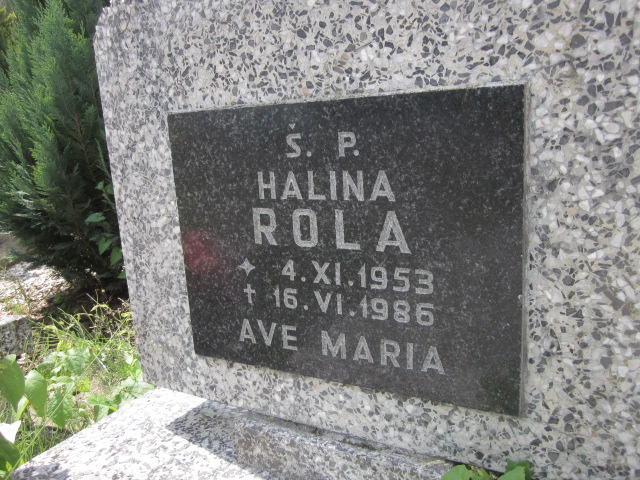 Š. P.
HALINA
ROLA
4.XI.1953
† 16.VI.1986
AVE MARIA